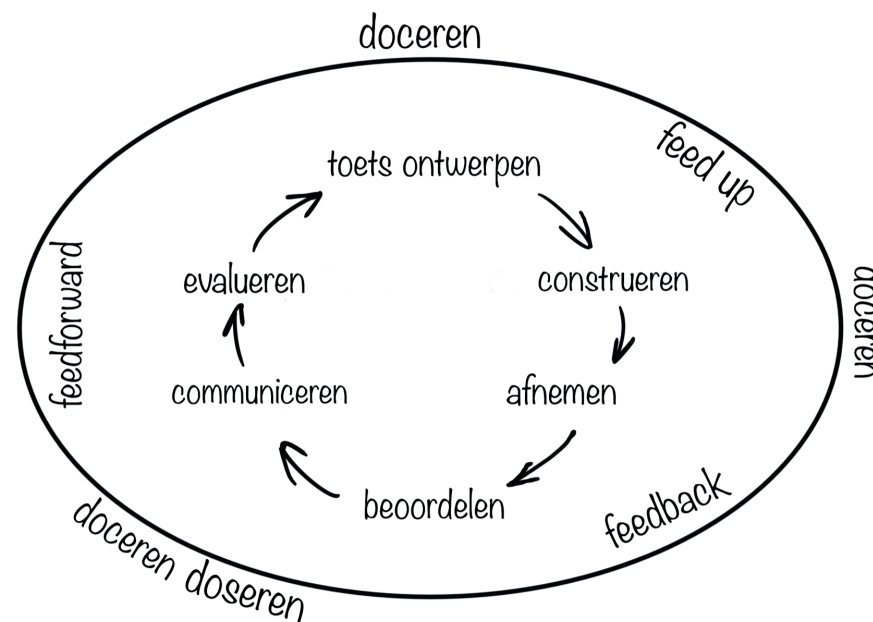 doceren
feed up
toets ontwerpen
evalueren
construeren
feedforward
doceren
communiceren
afnemen
beoordelen
feedback
doceren doseren